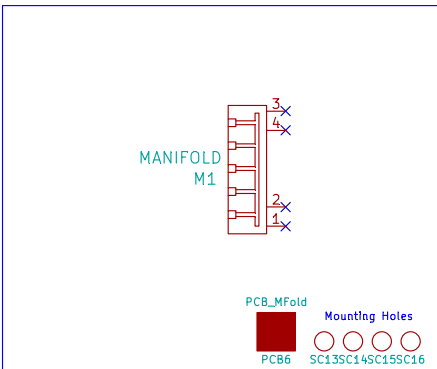 3
4
MANIFOLD
M1
2
1
PCB_MFold
Mounting Holes
PCB6
SC13SC14SC15SC16